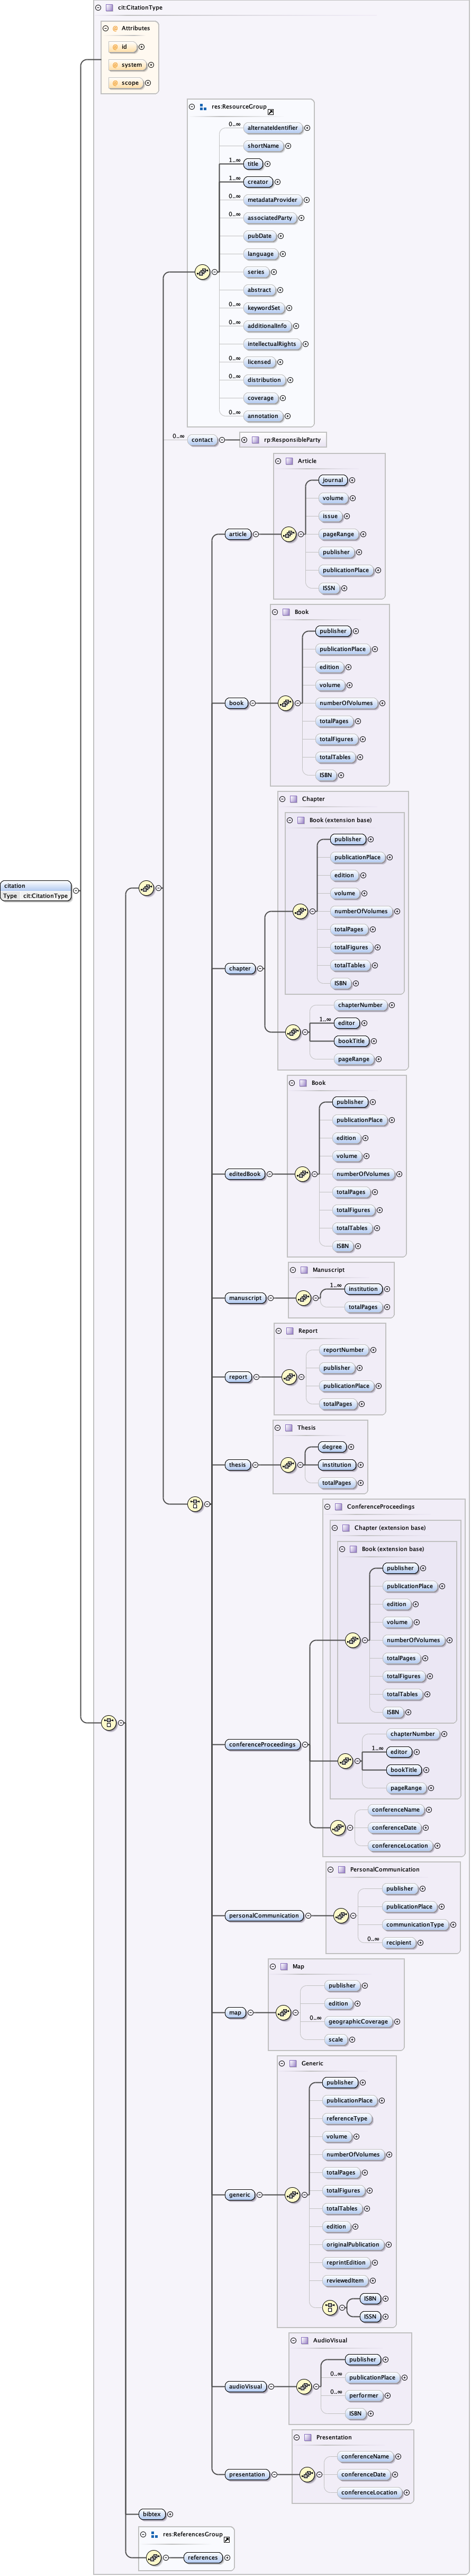 cit:CitationType
Attributes
id
system
scope
res:ResourceGroup
0..∞ alternateIdentifier
shortName
1..∞ title
1..∞ creator
0..∞ metadataProvider
0..∞ associatedParty
pubDate
language
series
abstract
0..∞ keywordSet
0..∞ additionalInfo
intellectualRights
0..∞ licensed
0..∞ distribution
coverage
0..∞ annotation
0..∞ contact
rp:ResponsibleParty
Article
journal
volume
issue
article
pageRange
publisher
publicationPlace
ISSN
Book
publisher
publicationPlace
edition
volume
book
numberOfVolumes
totalPages
totalFigures
totalTables
ISBN
Chapter
Book (extension base)
publisher
publicationPlace
edition
citation
Type cit:CitationType
volume
numberOfVolumes
totalPages
totalFigures
totalTables
chapter
ISBN
chapterNumber
1..∞ editor
bookTitle
pageRange
Book
publisher
publicationPlace
edition
volume
editedBook
numberOfVolumes
totalPages
totalFigures
totalTables
ISBN
Manuscript
1..∞ institution
manuscript
totalPages
Report
reportNumber
publisher
report
publicationPlace
totalPages
Thesis
degree
thesis
institution
totalPages
ConferenceProceedings
Chapter (extension base)
Book (extension base)
publisher
publicationPlace
edition
volume
numberOfVolumes
totalPages
totalFigures
totalTables
ISBN
chapterNumber
conferenceProceedings
1..∞ editor
bookTitle
pageRange
conferenceName
conferenceDate
conferenceLocation
PersonalCommunication
publisher
publicationPlace
personalCommunication
communicationType
0..∞ recipient
Map
publisher
edition
map
0..∞ geographicCoverage
scale
Generic
publisher
publicationPlace
referenceType
volume
numberOfVolumes
totalPages
totalFigures
generic
totalTables
edition
originalPublication
reprintEdition
reviewedItem
ISBN
ISSN
AudioVisual
publisher
0..∞ publicationPlace
audioVisual
0..∞ performer
ISBN
Presentation
conferenceName
presentation
conferenceDate
conferenceLocation
bibtex
res:ReferencesGroup
references